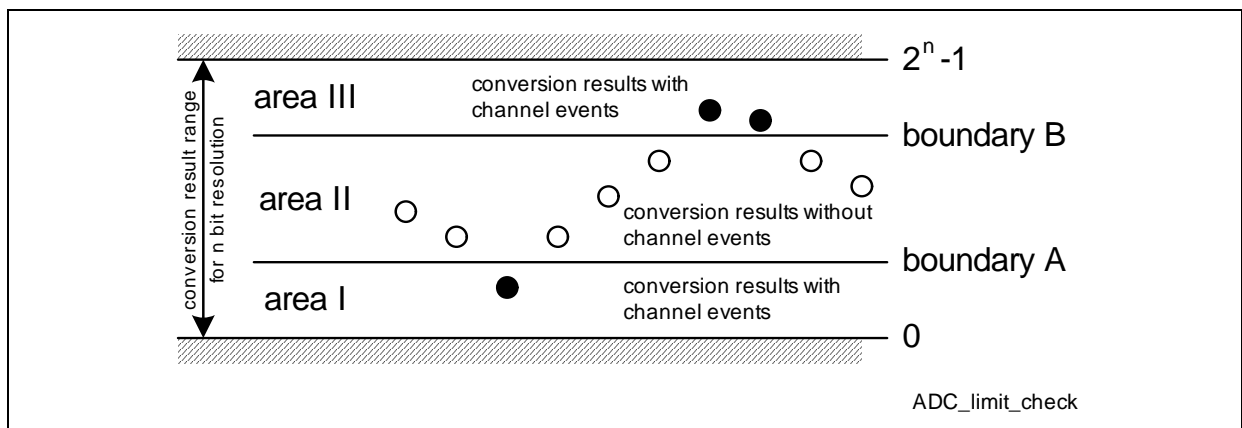 2ⁿ-1
conversion results with
channel events
area III
boundary B
conversion result range
for n bit resolution
area II
conversion results without
channel events
boundary A
area I
conversion results with
channel events
0
ADC_limit_check